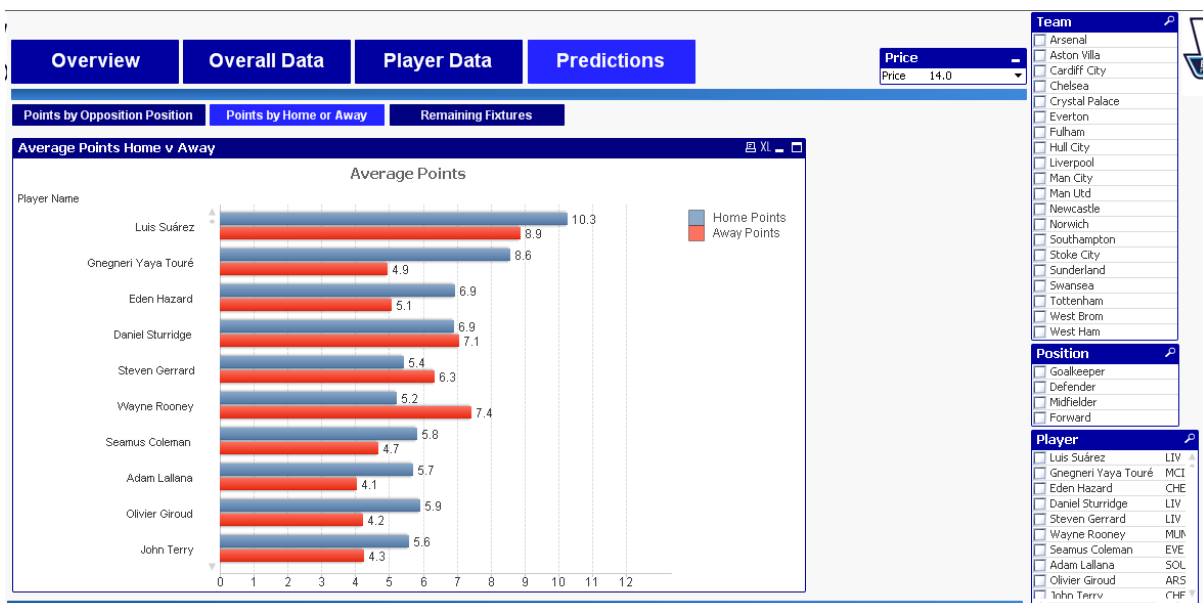 Overview
Overall Data
Player Data
Predictions
Price
Price 14.0
Points by Opposition Position
Points by Home or Away
Remaining Fixtures
Average Points Home v Away
XL
Average Points
Player Name
Luis Suárez 10.3 8.9
Gnegneri Yaya Touré 8.6 4.9
Eden Hazard 6.9 5.1
Daniel Sturridge 6.9 7.1
Steven Gerrard 5.4 6.3
Wayne Rooney 5.2 7.4
Seamus Coleman 5.8 4.7
Adam Lallana 5.7 4.1
Olivier Giroud 5.9 4.2
John Terry 5.6 4.3
0 1 2 3 4 5 6 7 8 9 10 11 12
Home Points
Away Points
Team
Arsenal
Aston Villa
Cardiff City
Chelsea
Crystal Palace
Everton
Fulham
Hull City
Liverpool
Man City
Man Utd
Newcastle
Norwich
Southampton
Stoke City
Sunderland
Swansea
Tottenham
West Brom
West Ham
Position
Goalkeeper
Defender
Midfielder
Forward
Player
Luis Suárez LIV
Gnegneri Yaya Touré MCI
Eden Hazard CHE
Daniel Sturridge LIV
Steven Gerrard LIV
Wayne Rooney MUN
Seamus Coleman EVE
Adam Lallana SOU
Olivier Giroud ARS
John Terry CHE